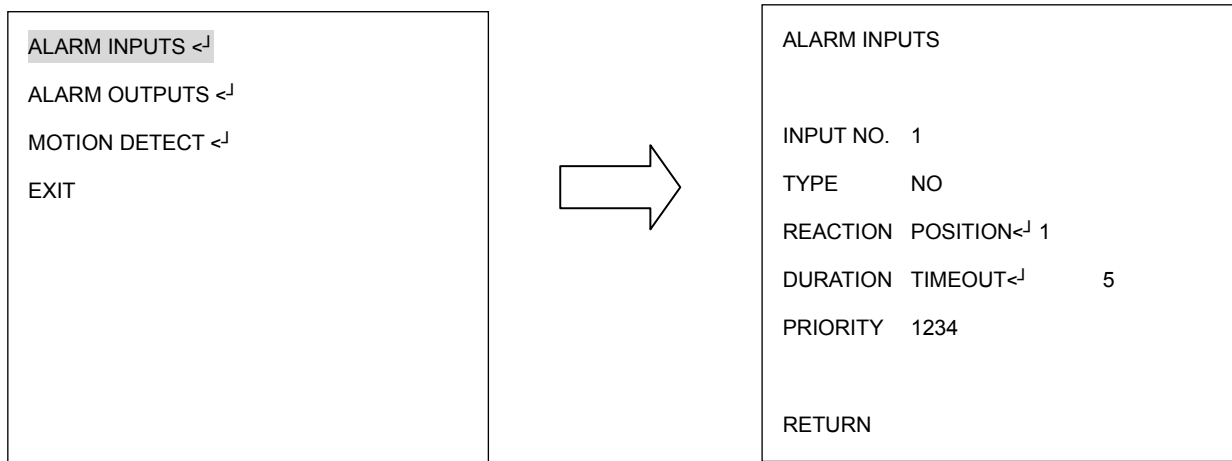 ALARM INPUTS <┘
ALARM OUTPUTS <┘
MOTION DETECT <┘
EXIT
ALARM INPUTS
INPUT NO. 1
TYPE NO
REACTION POSITION<┘ 1
DURATION TIMEOUT<┘ 5
PRIORITY 1234
RETURN